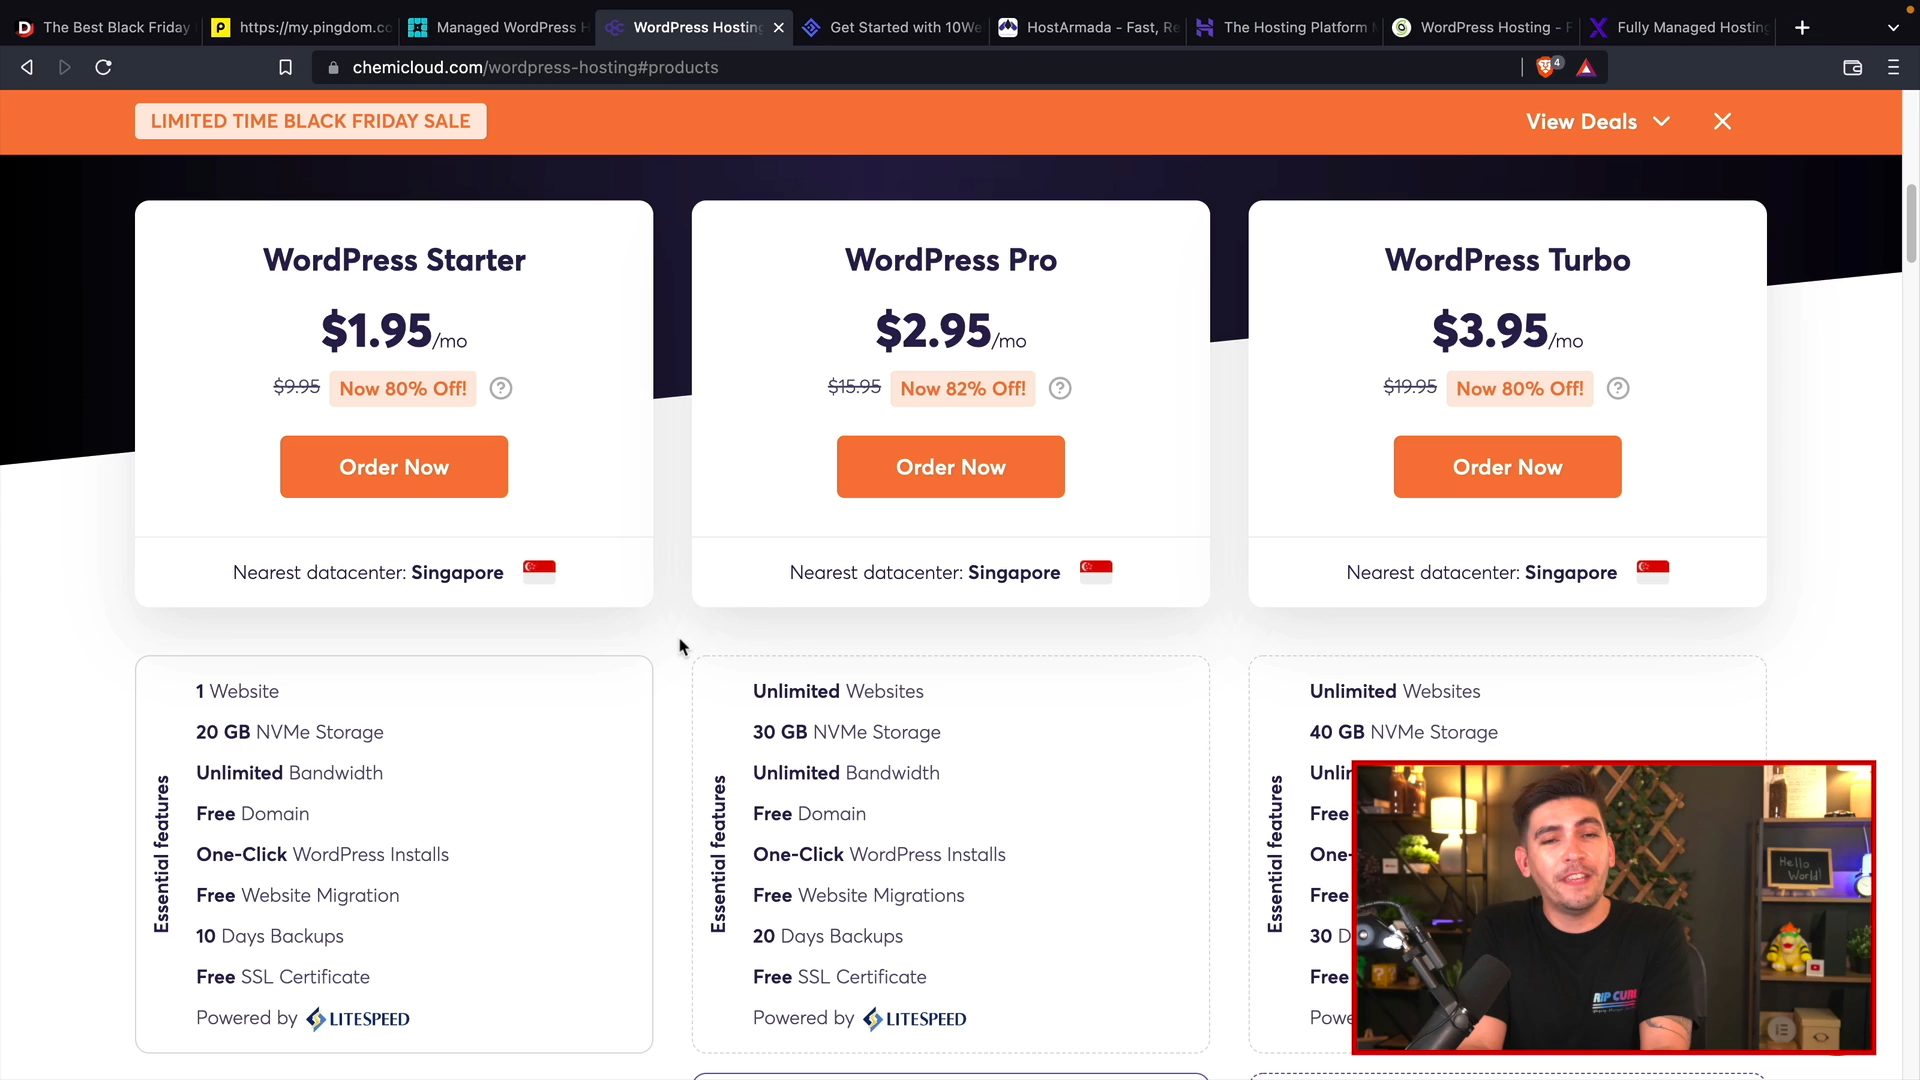 The Best Black Friday
https://my.pingdom.co
Managed WordPress H
WordPress Hosting
Get Started with 10We
HostArmada - Fast, Re
The Hosting Platform
WordPress Hosting - F
Fully Managed Hosting
chemicloud.com/wordpress-hosting#products
4
LIMITED TIME BLACK FRIDAY SALE
View Deals
WordPress Starter
$1.95/mo
$9.95 Now 80% Off! ?
Order Now
Nearest datacenter: Singapore
WordPress Pro
$2.95/mo
$15.95 Now 82% Off! ?
Order Now
Nearest datacenter: Singapore
WordPress Turbo
$3.95/mo
$19.95 Now 80% Off! ?
Order Now
Nearest datacenter: Singapore
Essential features
1 Website
20 GB NVMe Storage
Unlimited Bandwidth
Free Domain
One-Click WordPress Installs
Free Website Migration
10 Days Backups
Free SSL Certificate
Powered by LITESPEED
Essential features
Unlimited Websites
30 GB NVMe Storage
Unlimited Bandwidth
Free Domain
One-Click WordPress Installs
Free Website Migrations
20 Days Backups
Free SSL Certificate
Powered by LITESPEED
Essential features
Unlimited Websites
40 GB NVMe Storage
Unlir
Free
One-
Free
30 D
Free
Powe
Hello
World!
RIP CURL